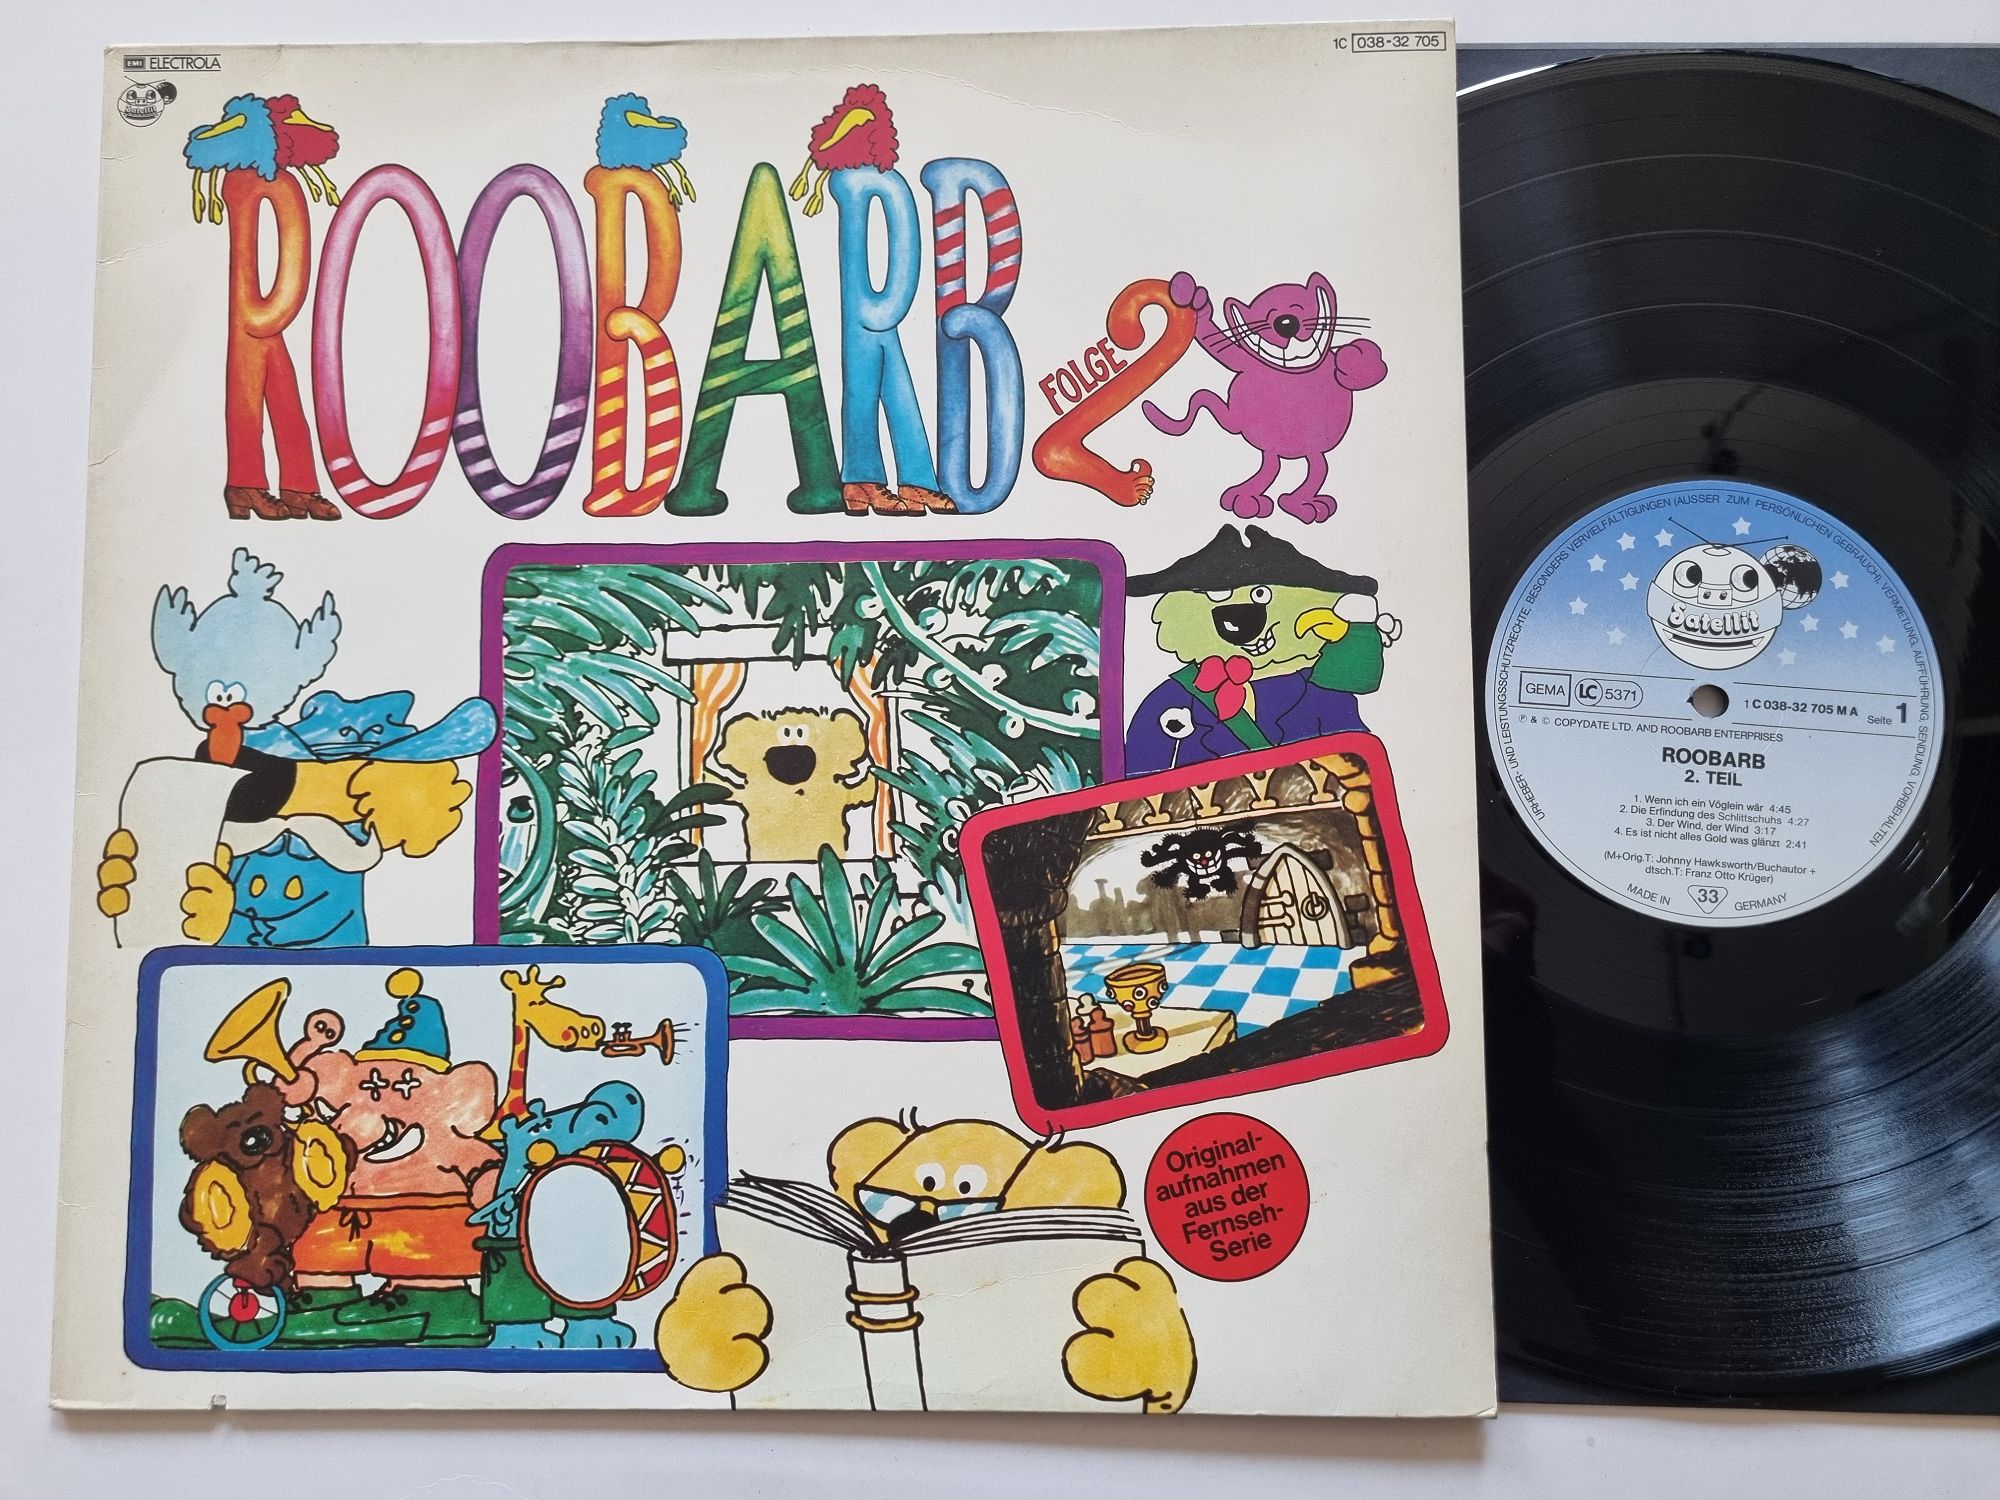 EMI ELECTROLA
Satellit
1C 038-32 705
ROOBARB
FOLGE 2
Original-
aufnahmen
aus der
Fernseh-
Serie
URHEBER- UND LEISTUNGSSCHUTZRECHTE, BESONDERS VERVIELFÄLTIGUNGEN (AUSSER ZUM PERSÖNLICHEN GEBRAUCH), VERMIETUNG, AUFFÜHRUNG, SENDUNG, VORBEHALTEN
Satellit
GEMA LC 5371
1 C 038-32 705 M A Seite 1
℗ & © COPYDATE LTD. AND ROOBARB ENTERPRISES
ROOBARB
2. TEIL
1. Wenn ich ein Vöglein wär 4:45
2. Die Erfindung des Schlittschuhs 4:27
3. Der Wind, der Wind 3:17
4. Es ist nicht alles Gold was glänzt 2:41
(M+Orig.T: Johnny Hawksworth/Buchautor +
dtsch.T: Franz Otto Krüger)
MADE IN 33 GERMANY